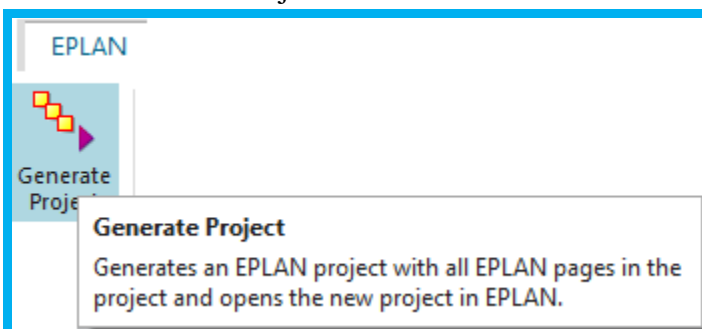 EPLAN
Generate
Generate Project
Generates an EPLAN project with all EPLAN pages in the
project and opens the new project in EPLAN.